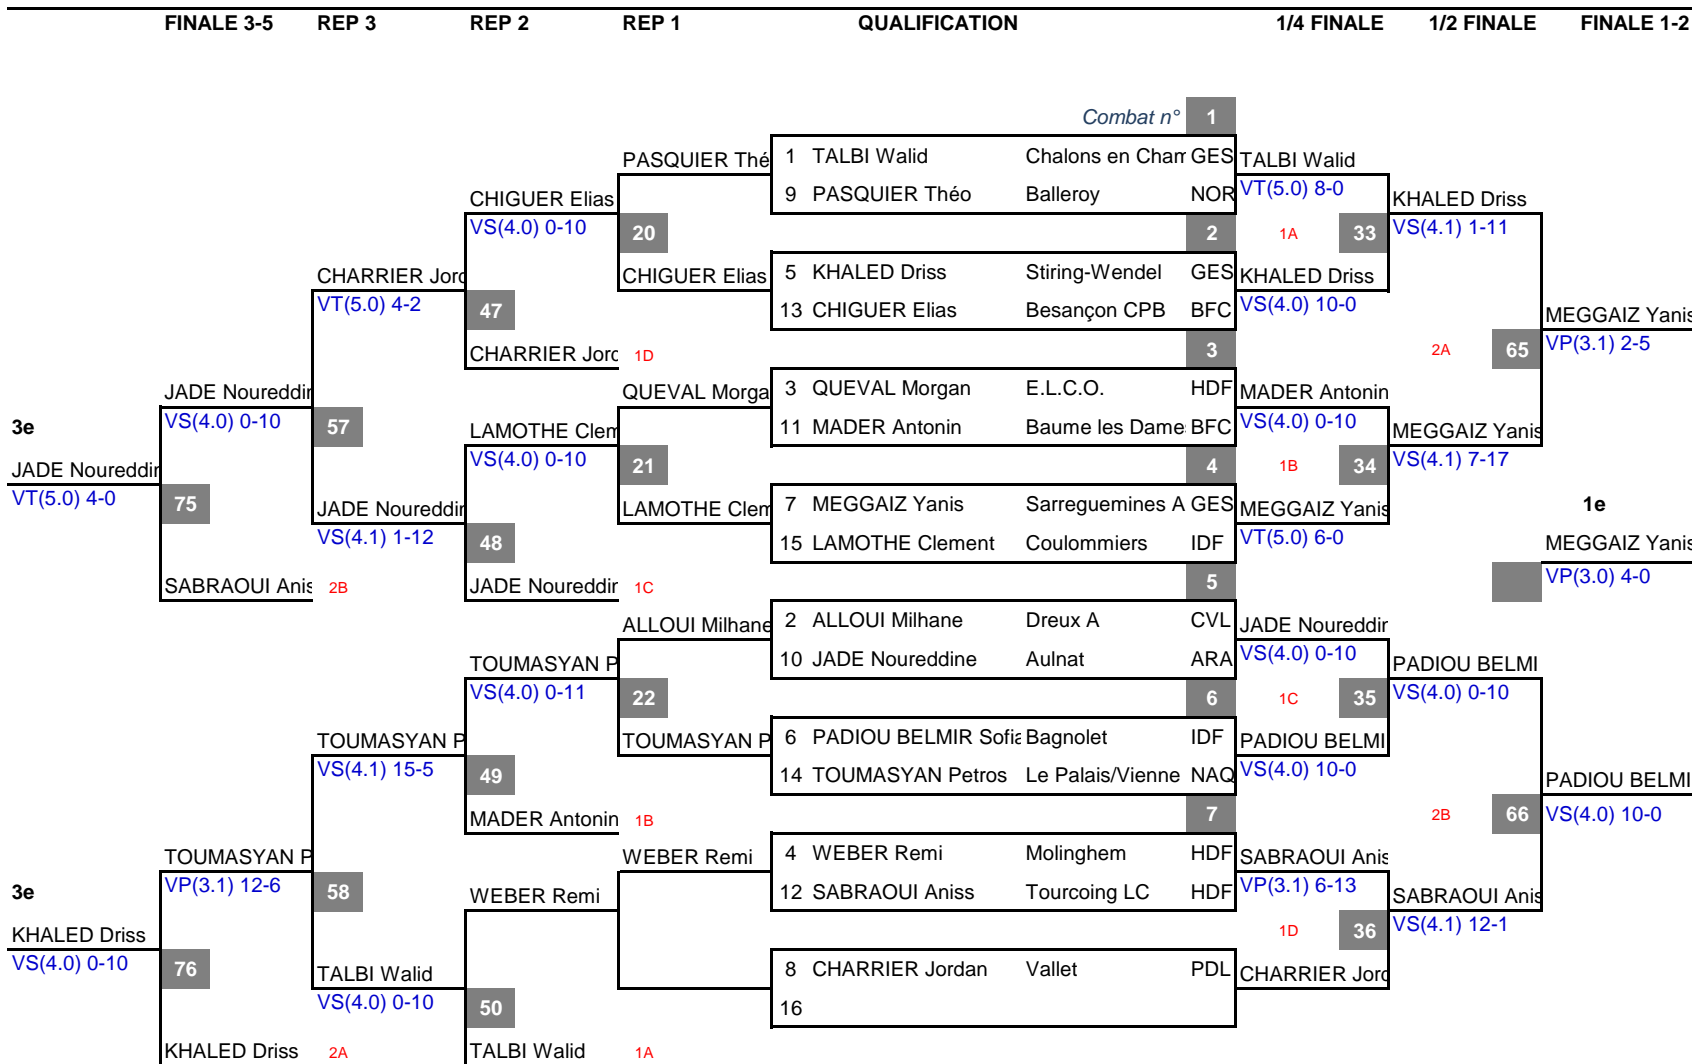 FINALE 3-5 REP 3 REP 2 REP 1 QUALIFICATION 1/4 FINALE 1/2 FINALE FINALE 1-2
Combat n° 1
PASQUIER Thé 1 TALBI Walid Chalons en Cham GES TALBI Walid
CHIGUER Elias 9 PASQUIER Théo Balleroy NOR VT(5.0) 8-0 KHALED Driss
VS(4.0) 0-10 20 2 1A 33 VS(4.1) 1-11
CHARRIER Jord CHIGUER Elias 5 KHALED Driss Stiring-Wendel GES KHALED Driss
VT(5.0) 4-2 47 13 CHIGUER Elias Besançon CPB BFC VS(4.0) 10-0 MEGGAIZ Yanis
CHARRIER Jord 1D 3 2A 65 VP(3.1) 2-5
JADE Noureddin QUEVAL Morga 3 QUEVAL Morgan E.L.C.O. HDF MADER Antonin
3e VS(4.0) 0-10 57 LAMOTHE Clem 11 MADER Antonin Baume les Dames BFC VS(4.0) 0-10 MEGGAIZ Yanis
JADE Noureddin VS(4.0) 0-10 21 4 1B 34 VS(4.1) 7-17
VT(5.0) 4-0 75 JADE Noureddin LAMOTHE Clem 7 MEGGAIZ Yanis Sarreguemines A GES MEGGAIZ Yanis 1e
VS(4.1) 1-12 48 15 LAMOTHE Clement Coulommiers IDF VT(5.0) 6-0 MEGGAIZ Yanis
SABRAOUI Anis 2B JADE Noureddin 1C 5 VP(3.0) 4-0
ALLOUI Milhane 2 ALLOUI Milhane Dreux A CVL JADE Noureddin
TOUMASYAN P 10 JADE Noureddine Aulnat ARA VS(4.0) 0-10 PADIOU BELMI
VS(4.0) 0-11 22 6 1C 35 VS(4.0) 0-10
TOUMASYAN P TOUMASYAN P 6 PADIOU BELMIR Sofia Bagnolet IDF PADIOU BELMI
VS(4.1) 15-5 49 14 TOUMASYAN Petros Le Palais/Vienne NAQ VS(4.0) 10-0 PADIOU BELMI
MADER Antonin 1B 7 2B 66 VS(4.0) 10-0
TOUMASYAN P WEBER Remi 4 WEBER Remi Molinghem HDF SABRAOUI Anis
3e VP(3.1) 12-6 58 WEBER Remi 12 SABRAOUI Aniss Tourcoing LC HDF VP(3.1) 6-13 SABRAOUI Anis
KHALED Driss 1D 36 VS(4.1) 12-1
VS(4.0) 0-10 76 TALBI Walid 8 CHARRIER Jordan Vallet PDL CHARRIER Jord
VS(4.0) 0-10 50 16
KHALED Driss 2A TALBI Walid 1A